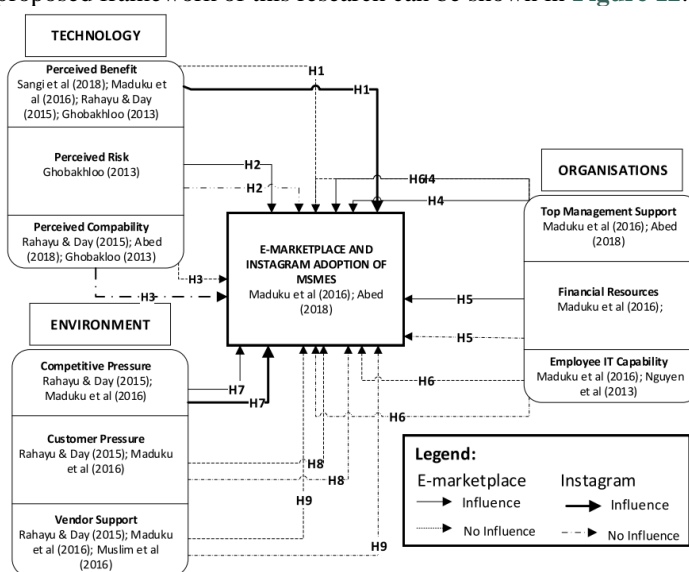 proposed framework of this research can be shown in Figure
TECHNOLOGY
Perceived Benefit
Sangi et al (2018); Maduku et
al (2016); Rahayu & Day
(2015); Ghobakhloo (2013)
Perceived Risk
Ghobakhloo (2013)
Perceived Compability
Rahayu & Day (2015); Abed
(2018); Ghobakloo (2013)
H1
H1
H2
H2
H3
H3
E-MARKETPLACE AND
INSTAGRAM ADOPTION OF
MSMES
Maduku et al (2016); Abed
(2018)
H4
H4
H5
H5
H6
H6
ORGANISATIONS
Top Management Support
Maduku et al (2016); Abed
(2018)
Financial Resources
Maduku et al (2016);
Employee IT Capability
Maduku et al (2016); Nguyen
et al (2013)
ENVIRONMENT
Competitive Pressure
Rahayu & Day (2015);
Maduku et al (2016)
Customer Pressure
Rahayu & Day (2015); Maduku
et al (2016)
Vendor Support
Rahayu & Day (2015); Maduku
et al (2016); Muslim et al
(2016)
H7
H7
H8
H8
H9
H9
Legend:
E-marketplace
Influence
No Influence
Instagram
Influence
No Influence